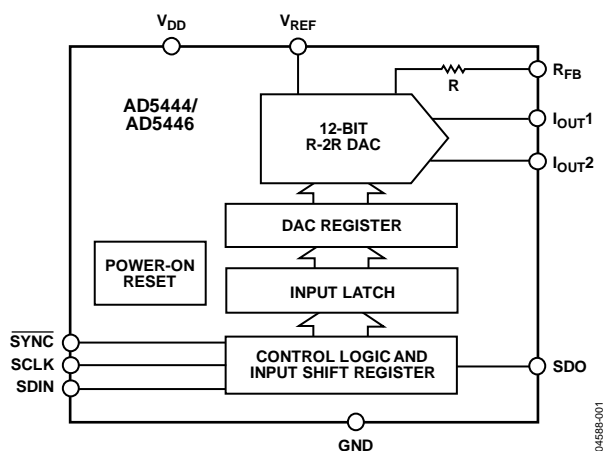 VDD
VREF
RFB
R
AD5444/
AD5446
12-BIT
R-2R DAC
IOUT1
IOUT2
DAC REGISTER
POWER-ON
RESET
INPUT LATCH
SYNC
SCLK
SDIN
CONTROL LOGIC AND
INPUT SHIFT REGISTER
SDO
GND
04588-001